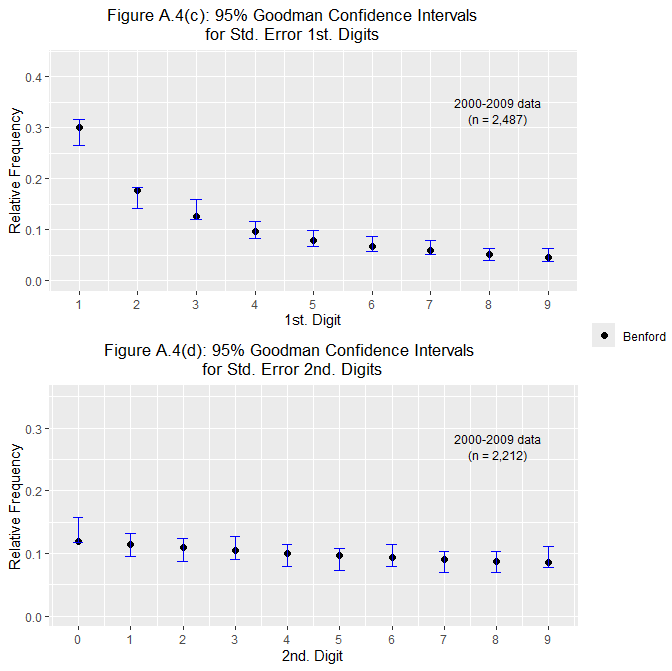 Figure A.4(c): 95% Goodman Confidence Intervals
for Std. Error 1st. Digits
Relative Frequency
0.4
0.3
0.2
0.1
0.0
2000-2009 data
(n = 2,487)
1 2 3 4 5 6 7 8 9
1st. Digit
Benford
Figure A.4(d): 95% Goodman Confidence Intervals
for Std. Error 2nd. Digits
Relative Frequency
0.3
0.2
0.1
0.0
2000-2009 data
(n = 2,212)
0 1 2 3 4 5 6 7 8 9
2nd. Digit